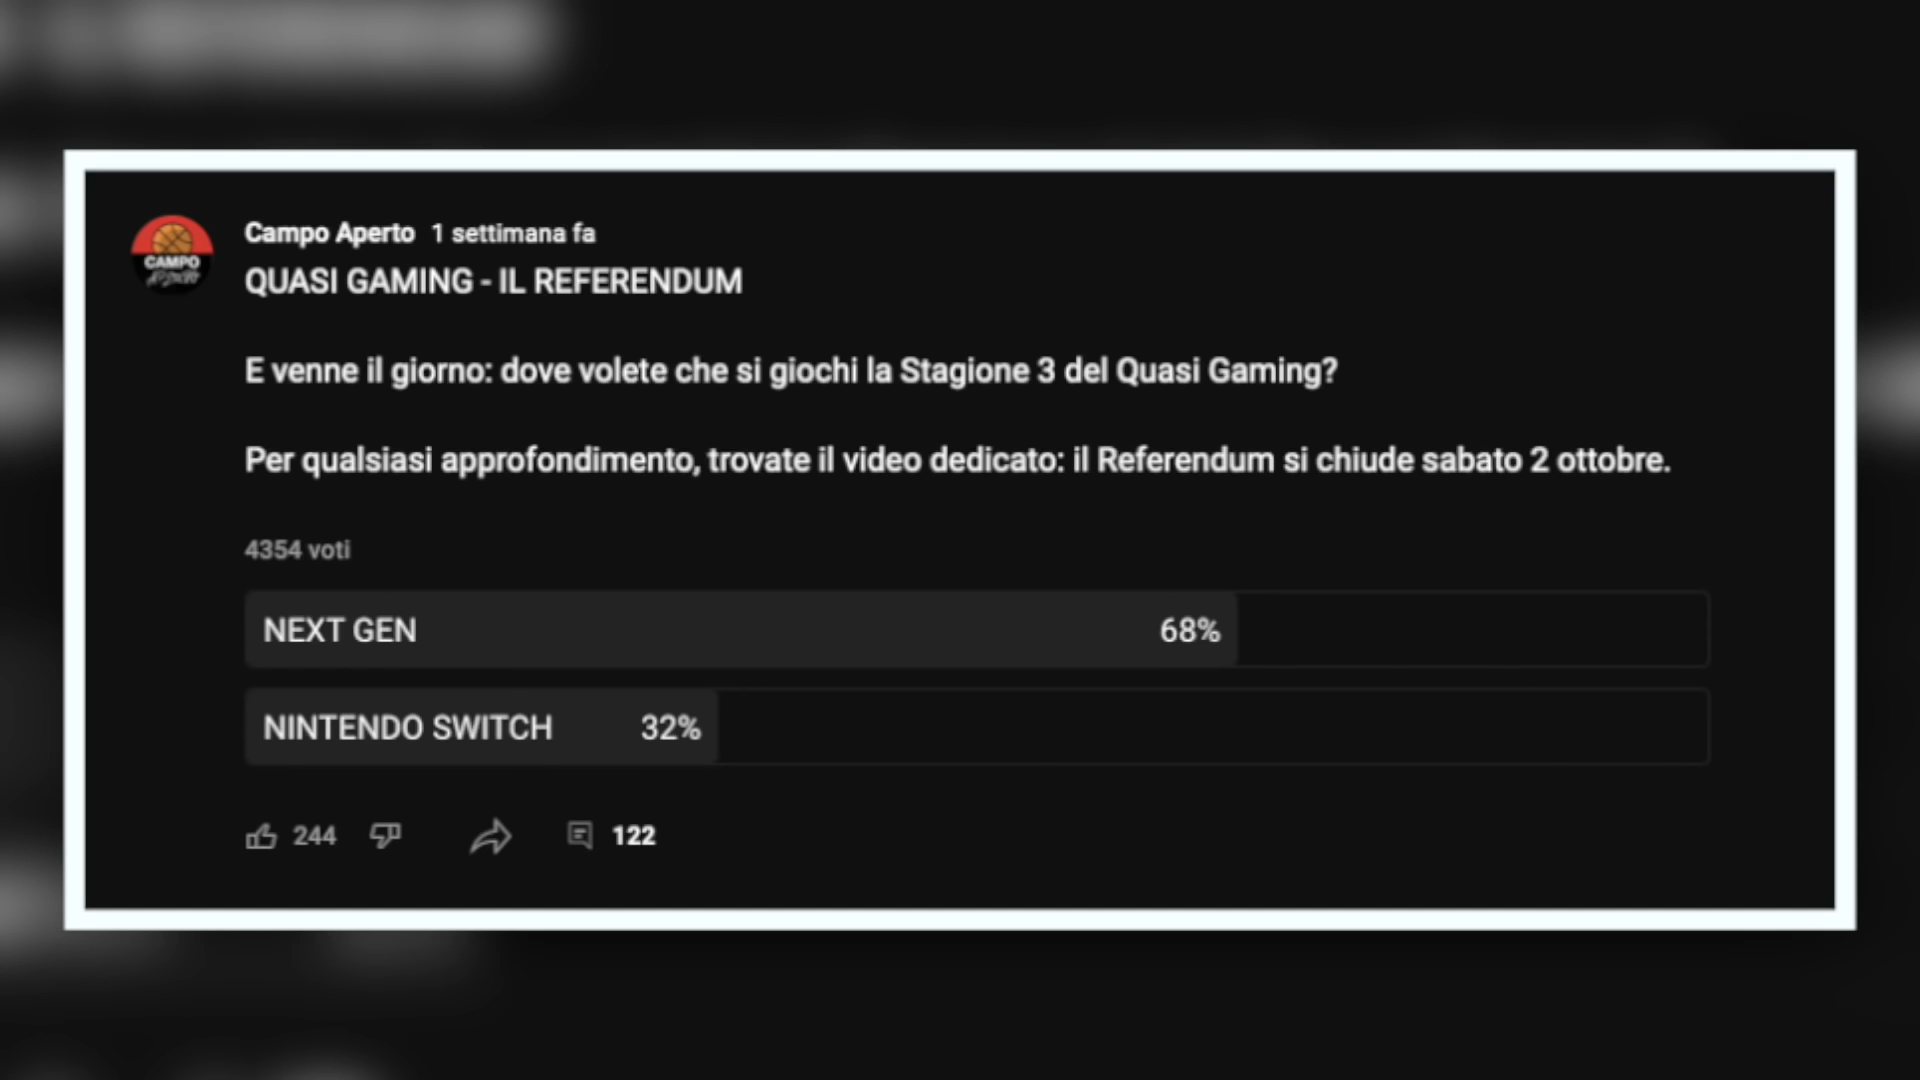 Campo Aperto 1 settimana fa
QUASI GAMING - IL REFERENDUM
E venne il giorno: dove volete che si giochi la Stagione 3 del Quasi Gaming?
Per qualsiasi approfondimento, trovate il video dedicato: il Referendum si chiude sabato 2 ottobre.
4354 voti
NEXT GEN 68%
NINTENDO SWITCH 32%
244 122
CAMPO
APERTO